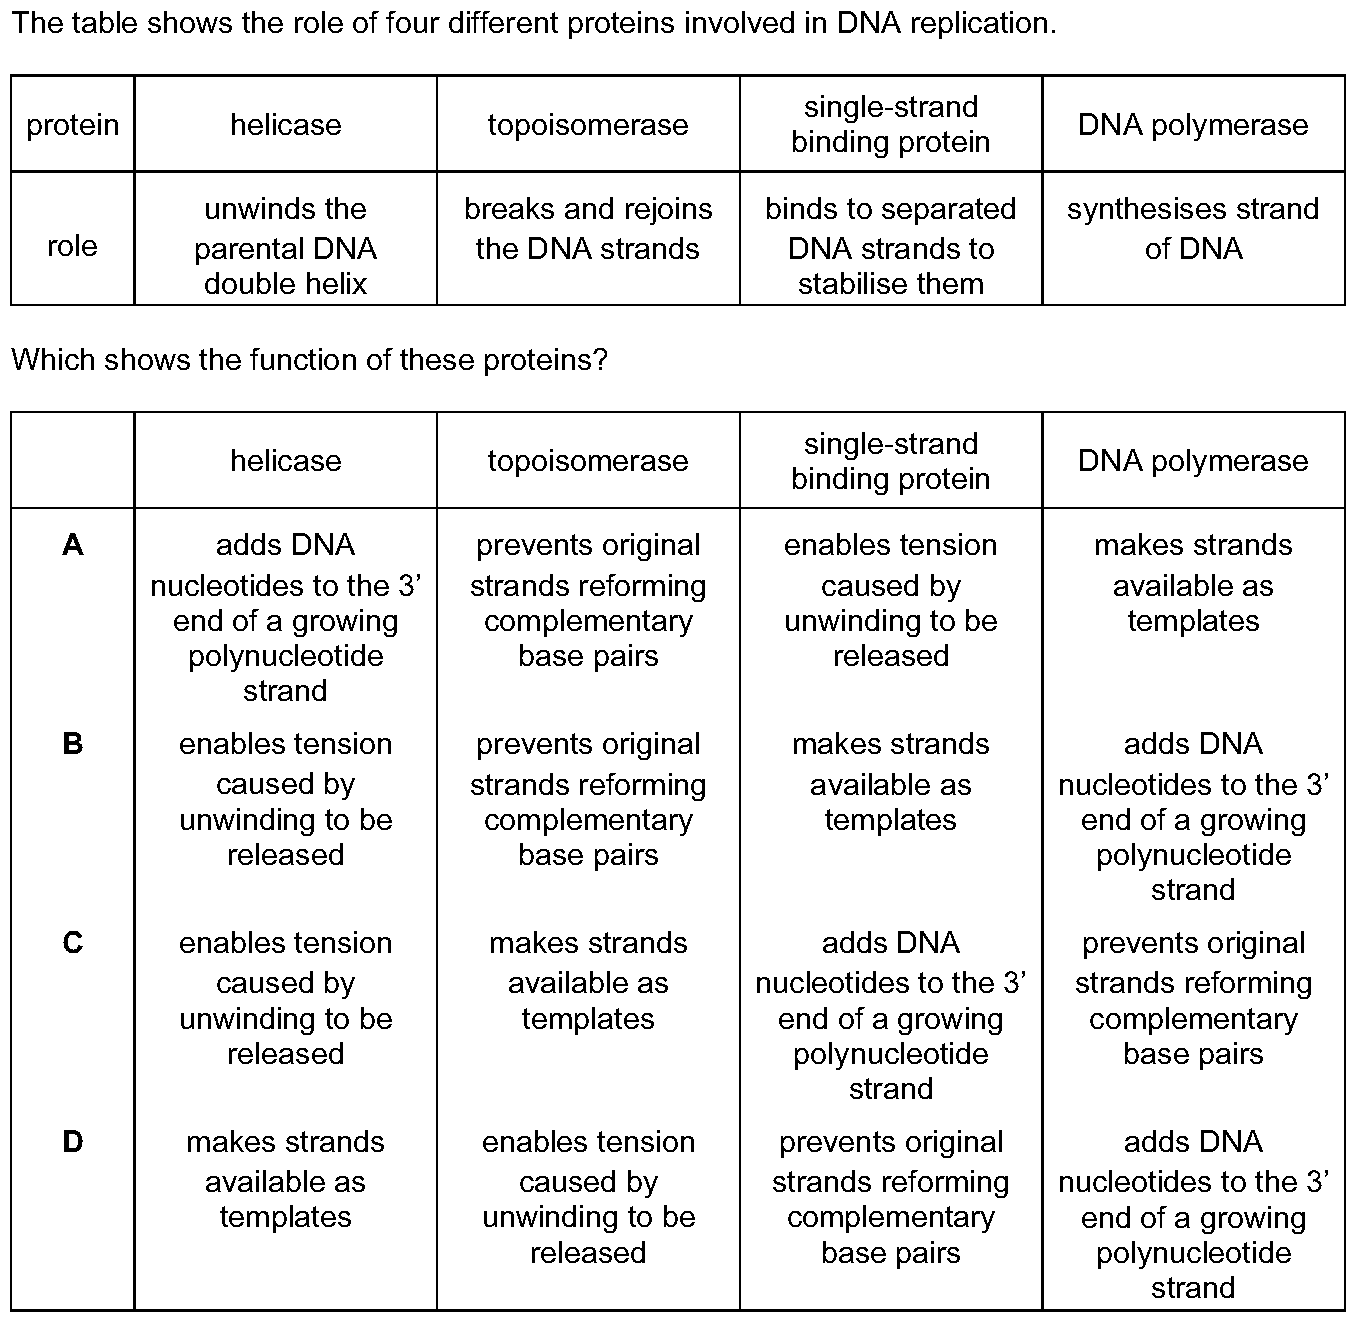 The table shows the role of four different proteins involved in DNA replication.
protein
helicase
topoisomerase
single-strand
binding protein
DNA polymerase
role
unwinds the
parental DNA
double helix
breaks and rejoins
the DNA strands
binds to separated
DNA strands to
stabilise them
synthesises strand
of DNA
Which shows the function of these proteins?
helicase
topoisomerase
single-strand
binding protein
DNA polymerase
A
adds DNA
nucleotides to the 3’
end of a growing
polynucleotide
strand
prevents original
strands reforming
complementary
base pairs
enables tension
caused by
unwinding to be
released
makes strands
available as
templates
B
enables tension
caused by
unwinding to be
released
prevents original
strands reforming
complementary
base pairs
makes strands
available as
templates
adds DNA
nucleotides to the 3’
end of a growing
polynucleotide
strand
C
enables tension
caused by
unwinding to be
released
makes strands
available as
templates
adds DNA
nucleotides to the 3’
end of a growing
polynucleotide
strand
prevents original
strands reforming
complementary
base pairs
D
makes strands
available as
templates
enables tension
caused by
unwinding to be
released
prevents original
strands reforming
complementary
base pairs
adds DNA
nucleotides to the 3’
end of a growing
polynucleotide
strand